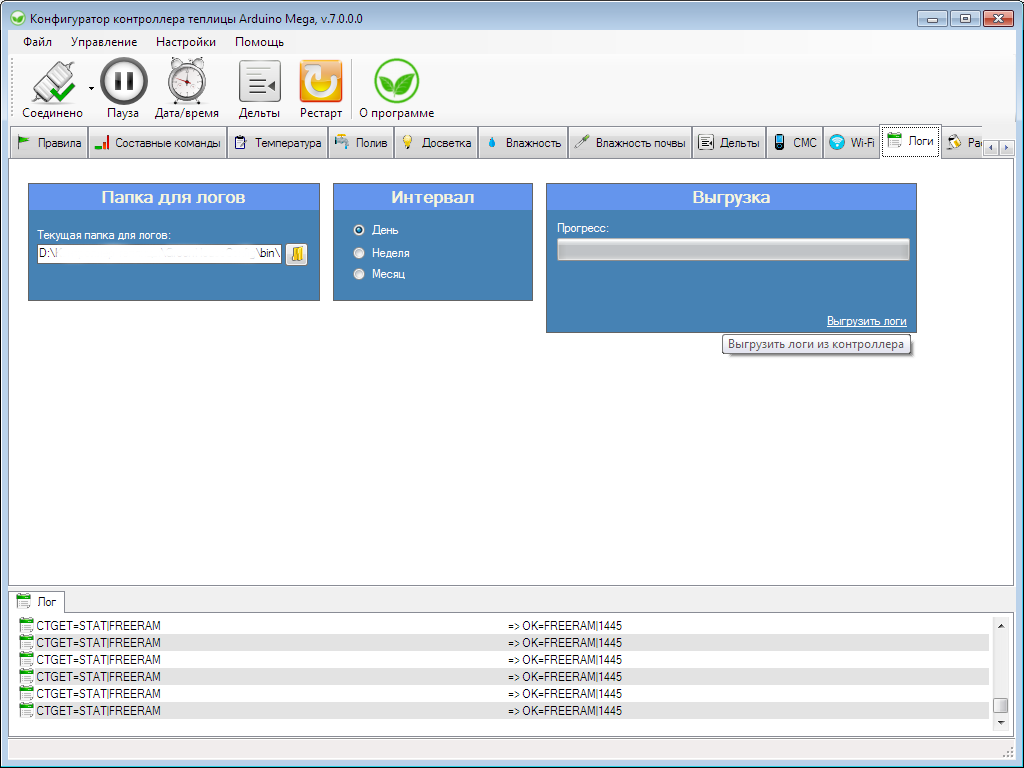 Конфигуратор контроллера теплицы Arduino Mega, v.7.0.0.0
Файл Управление Настройки Помощь
Соединено Пауза Дата/время Дельты Рестарт О программе
Правила Составные команды Температура Полив Досветка Влажность Влажность почвы Дельты СМС Wi-Fi Логи
Папка для логов
Текущая папка для логов:
D:\ \bin\
Интервал
День
Неделя
Месяц
Выгрузка
Прогресс:
Выгрузить логи
Выгрузить логи из контроллера
Лог
CTGET=STAT|FREERAM => OK=FREERAM|1445
CTGET=STAT|FREERAM => OK=FREERAM|1445
CTGET=STAT|FREERAM => OK=FREERAM|1445
CTGET=STAT|FREERAM => OK=FREERAM|1445
CTGET=STAT|FREERAM => OK=FREERAM|1445
CTGET=STAT|FREERAM => OK=FREERAM|1445